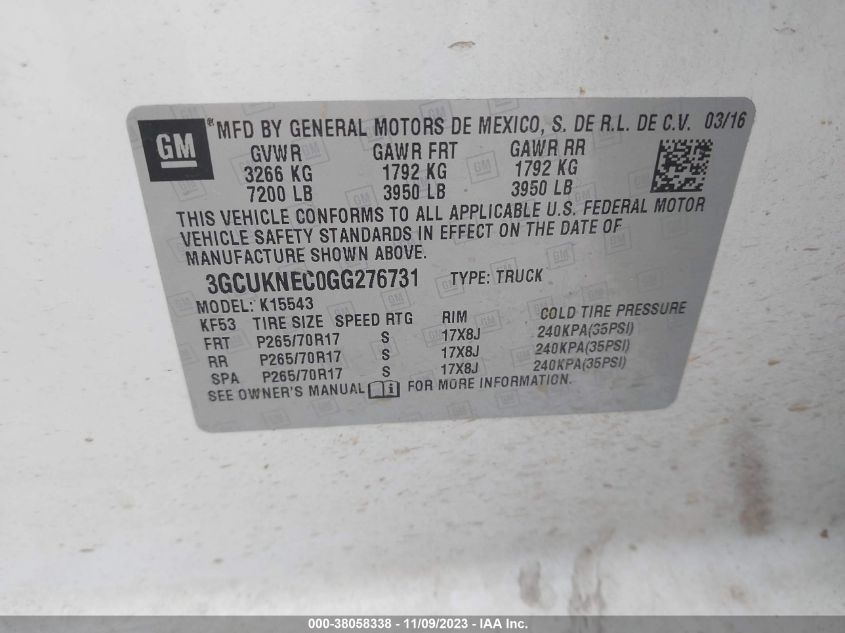 GM ® MFD BY GENERAL MOTORS DE MEXICO, S. DE R.L. DE C.V. 03/16
GVWR GAWR FRT GAWR RR
3266 KG 1792 KG 1792 KG
7200 LB 3950 LB 3950 LB
THIS VEHICLE CONFORMS TO ALL APPLICABLE U.S. FEDERAL MOTOR
VEHICLE SAFETY STANDARDS IN EFFECT ON THE DATE OF
MANUFACTURE SHOWN ABOVE.
3GCUKNEC0GG276731 TYPE: TRUCK
MODEL: K15543
KF53 TIRE SIZE SPEED RTG RIM COLD TIRE PRESSURE
FRT P265/70R17 S 17X8J 240KPA(35PSI)
RR P265/70R17 S 17X8J 240KPA(35PSI)
SPA P265/70R17 S 17X8J 240KPA(35PSI)
SEE OWNER'S MANUAL FOR MORE INFORMATION.
000-38058338 - 11/09/2023 - IAA Inc.